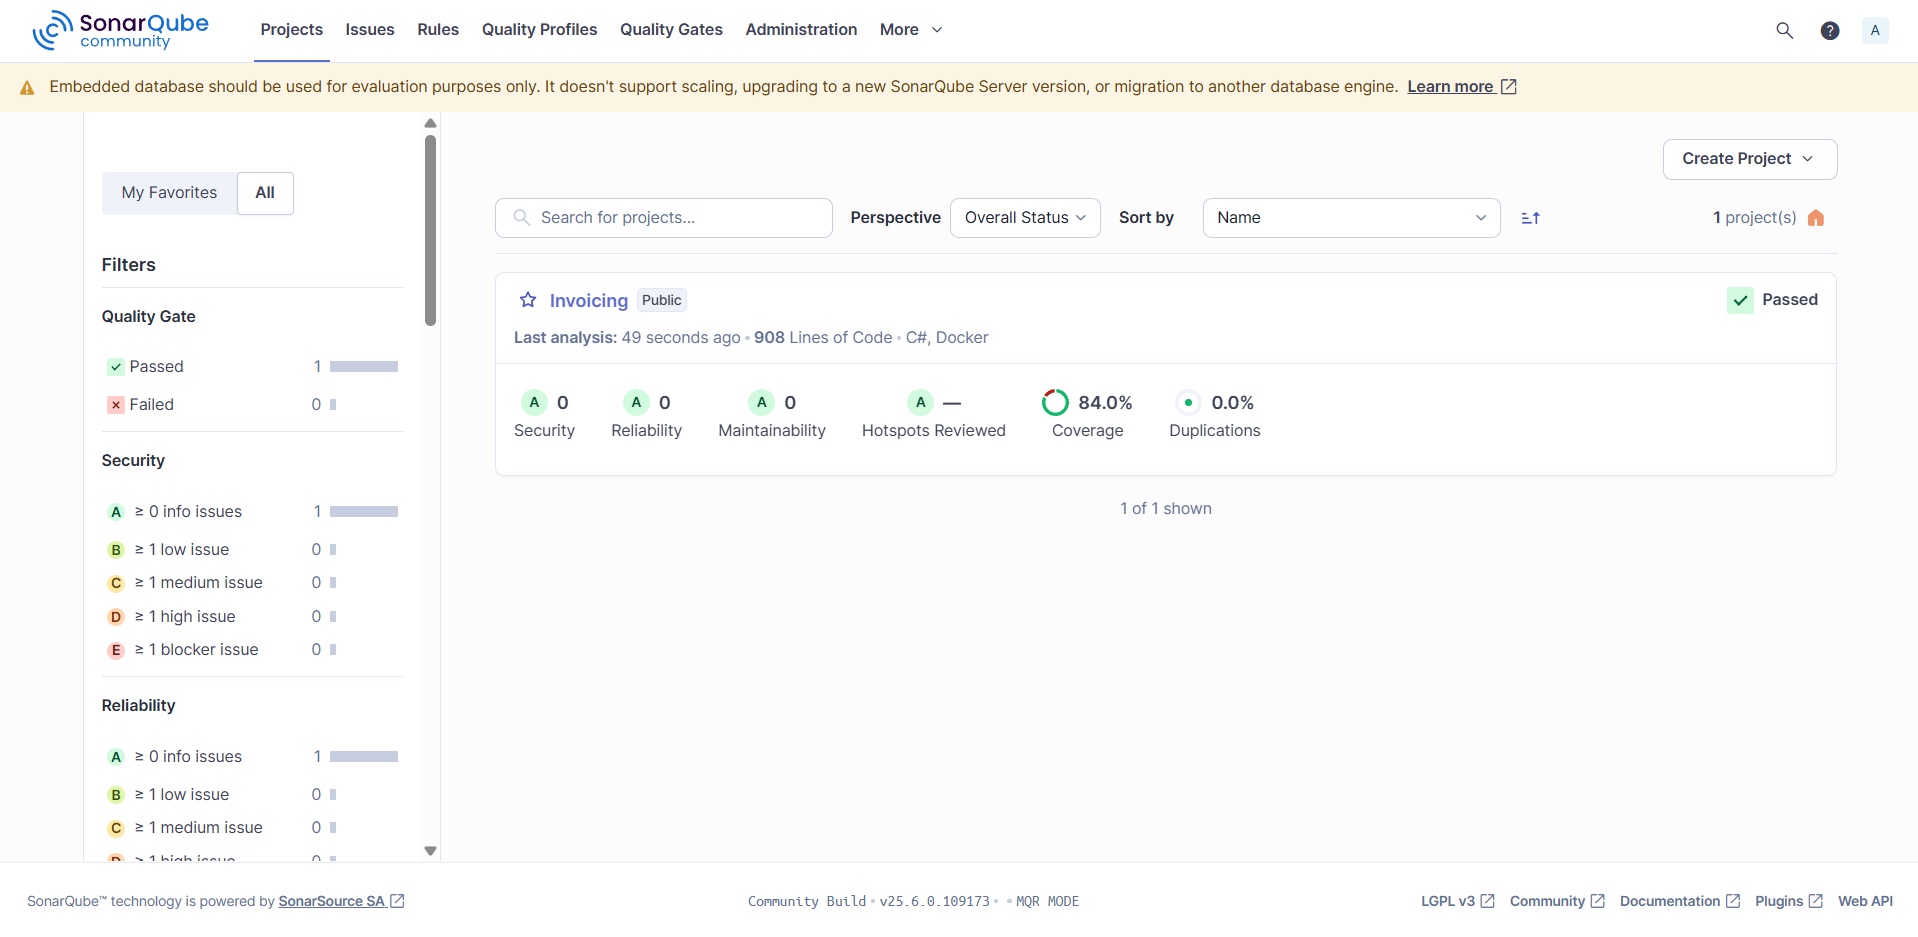 SonarQube
community
Projects Issues Rules Quality Profiles Quality Gates Administration More ? A
Embedded database should be used for evaluation purposes only. It doesn't support scaling, upgrading to a new SonarQube Server version, or migration to another database engine. Learn more
My Favorites All
Filters
Quality Gate
Passed 1
Failed 0
Security
A ≥ 0 info issues 1
B ≥ 1 low issue 0
C ≥ 1 medium issue 0
D ≥ 1 high issue 0
E ≥ 1 blocker issue 0
Reliability
A ≥ 0 info issues 1
B ≥ 1 low issue 0
C ≥ 1 medium issue 0
D ≥ 1 high issue 0
Create Project
Search for projects... Perspective Overall Status Sort by Name 1 project(s)
Invoicing Public Passed
Last analysis: 49 seconds ago • 908 Lines of Code • C#, Docker
A 0 A 0 A 0 A — 84.0% 0.0%
Security Reliability Maintainability Hotspots Reviewed Coverage Duplications
1 of 1 shown
SonarQube™ technology is powered by SonarSource SA Community Build • v25.6.0.109173 • • MQR MODE LGPL v3 Community Documentation Plugins Web API